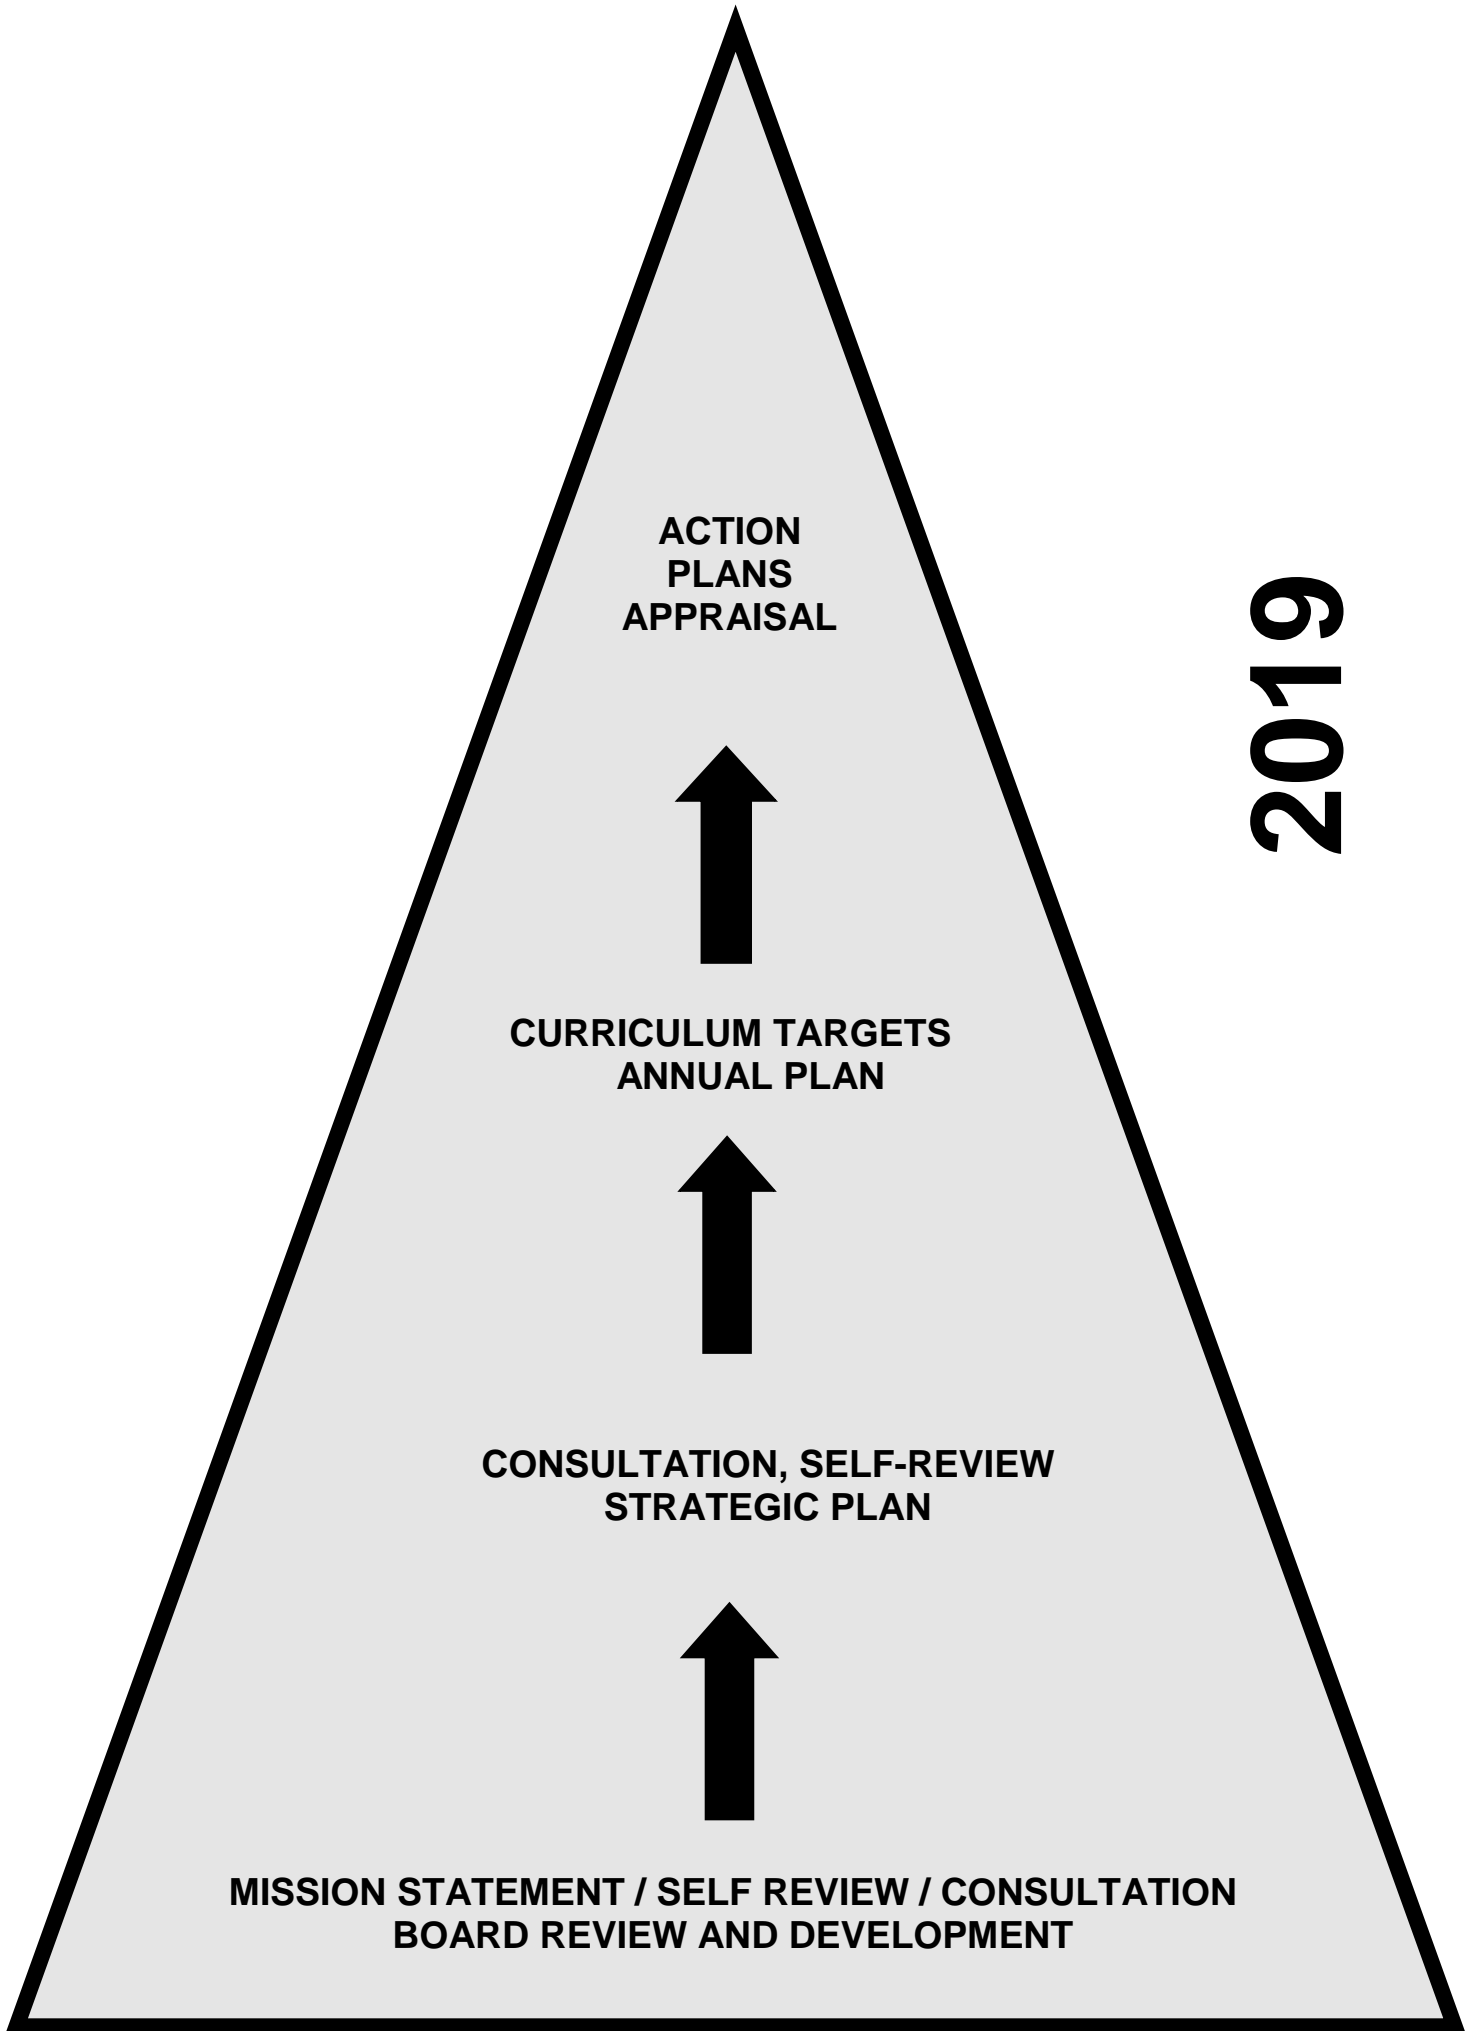 ACTION
PLANS
APPRAISAL
2019
CURRICULUM TARGETS
ANNUAL PLAN
CONSULTATION, SELF-REVIEW
STRATEGIC PLAN
MISSION STATEMENT / SELF REVIEW / CONSULTATION
BOARD REVIEW AND DEVELOPMENT